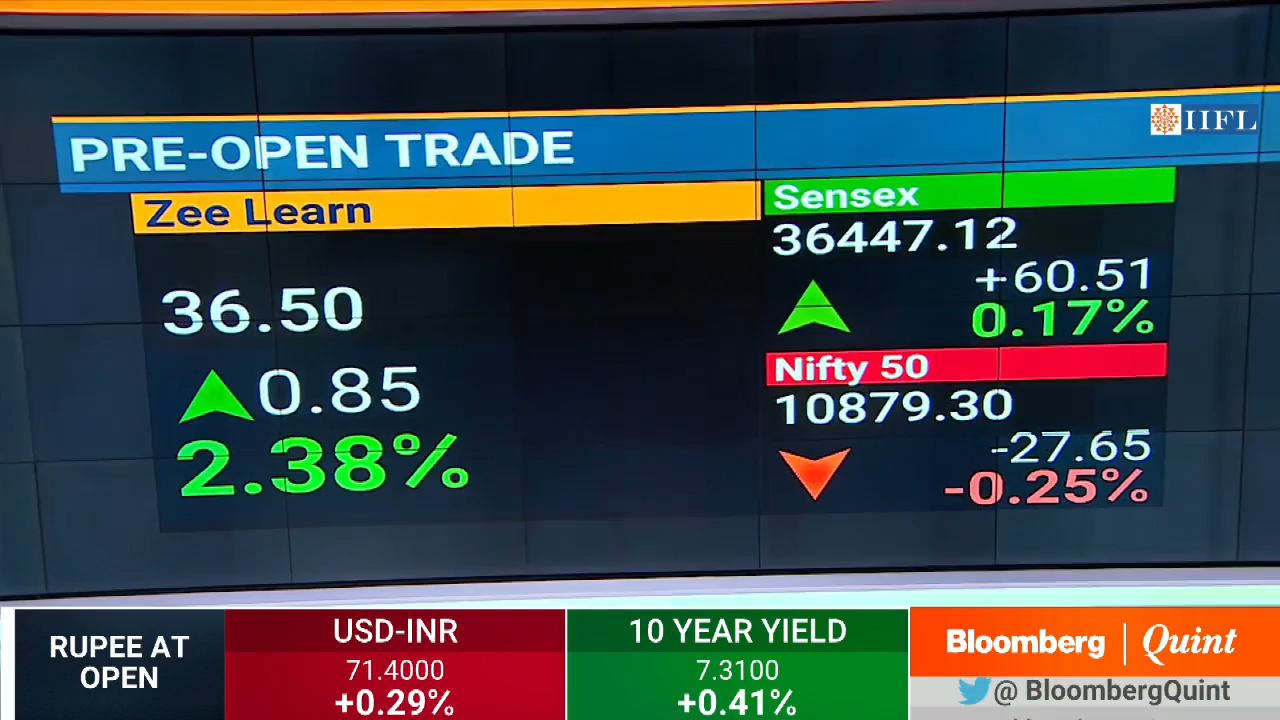 IIFL
PRE-OPEN TRADE
Zee Learn
36.50
0.85
2.38%
Sensex
36447.12
+60.51
0.17%
Nifty 50
10879.30
-27.65
-0.25%
RUPEE AT
OPEN
USD-INR
71.4000
+0.29%
10 YEAR YIELD
7.3100
+0.41%
Bloomberg | Quint
@ BloombergQuint